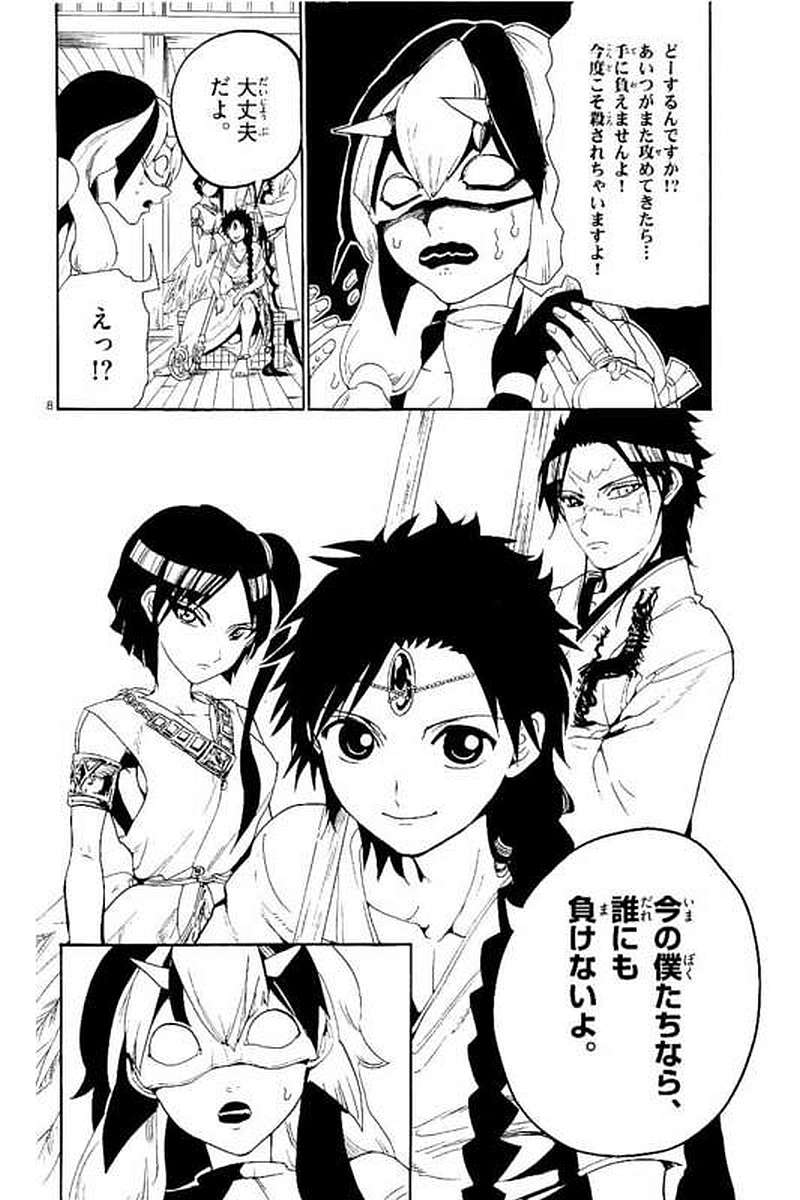 どーするんですか!?
あいつがまた攻めてきたら…
手に負えませんよ!
今度こそ殺されちゃいますよ!
大丈夫
だよ。
えっ!?
8
今の僕たちなら、
誰にも
負けないよ。